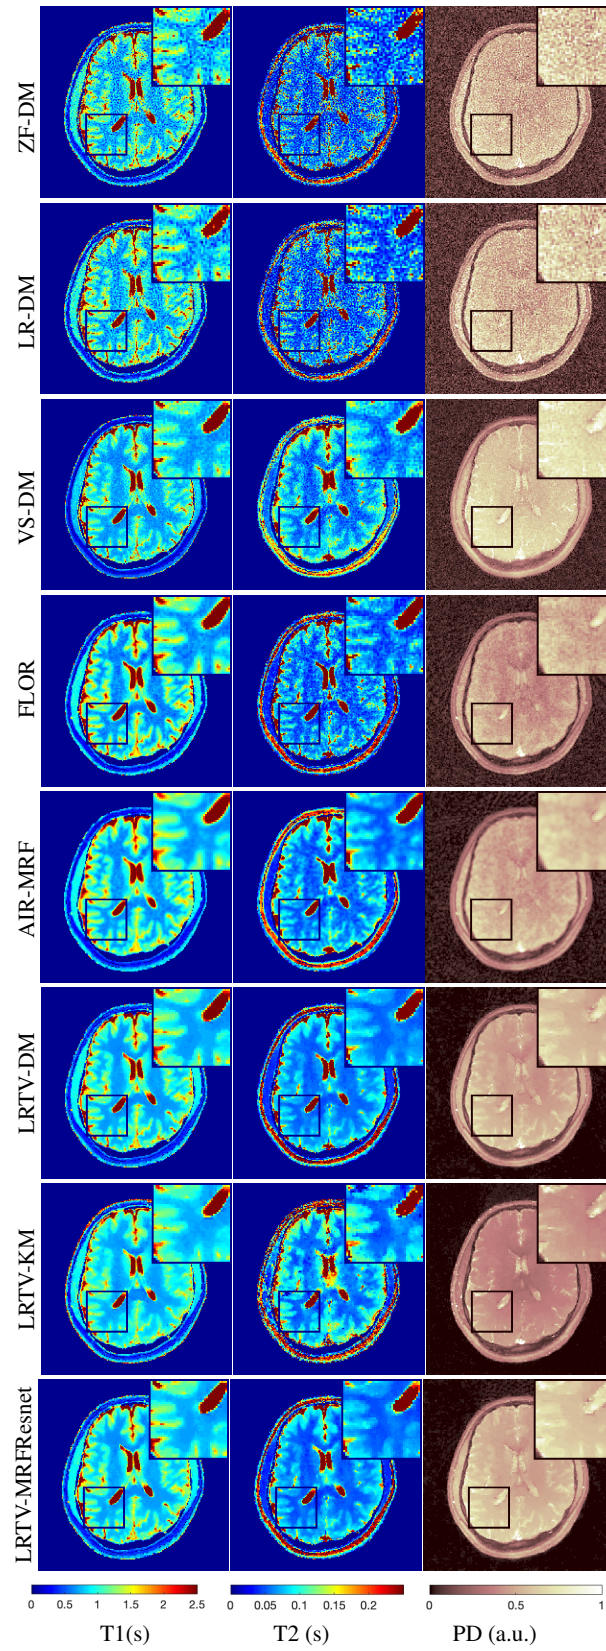 ZF-DM
LR-DM
VS-DM
FLOR
AIR-MRF
LRTV-DM
LRTV-KM
LRTV-MRFResnet
0 0.5 1 1.5 2 2.5
0 0.05 0.1 0.15 0.2
0 1
T1(s) T2 (s) PD (a.u.)